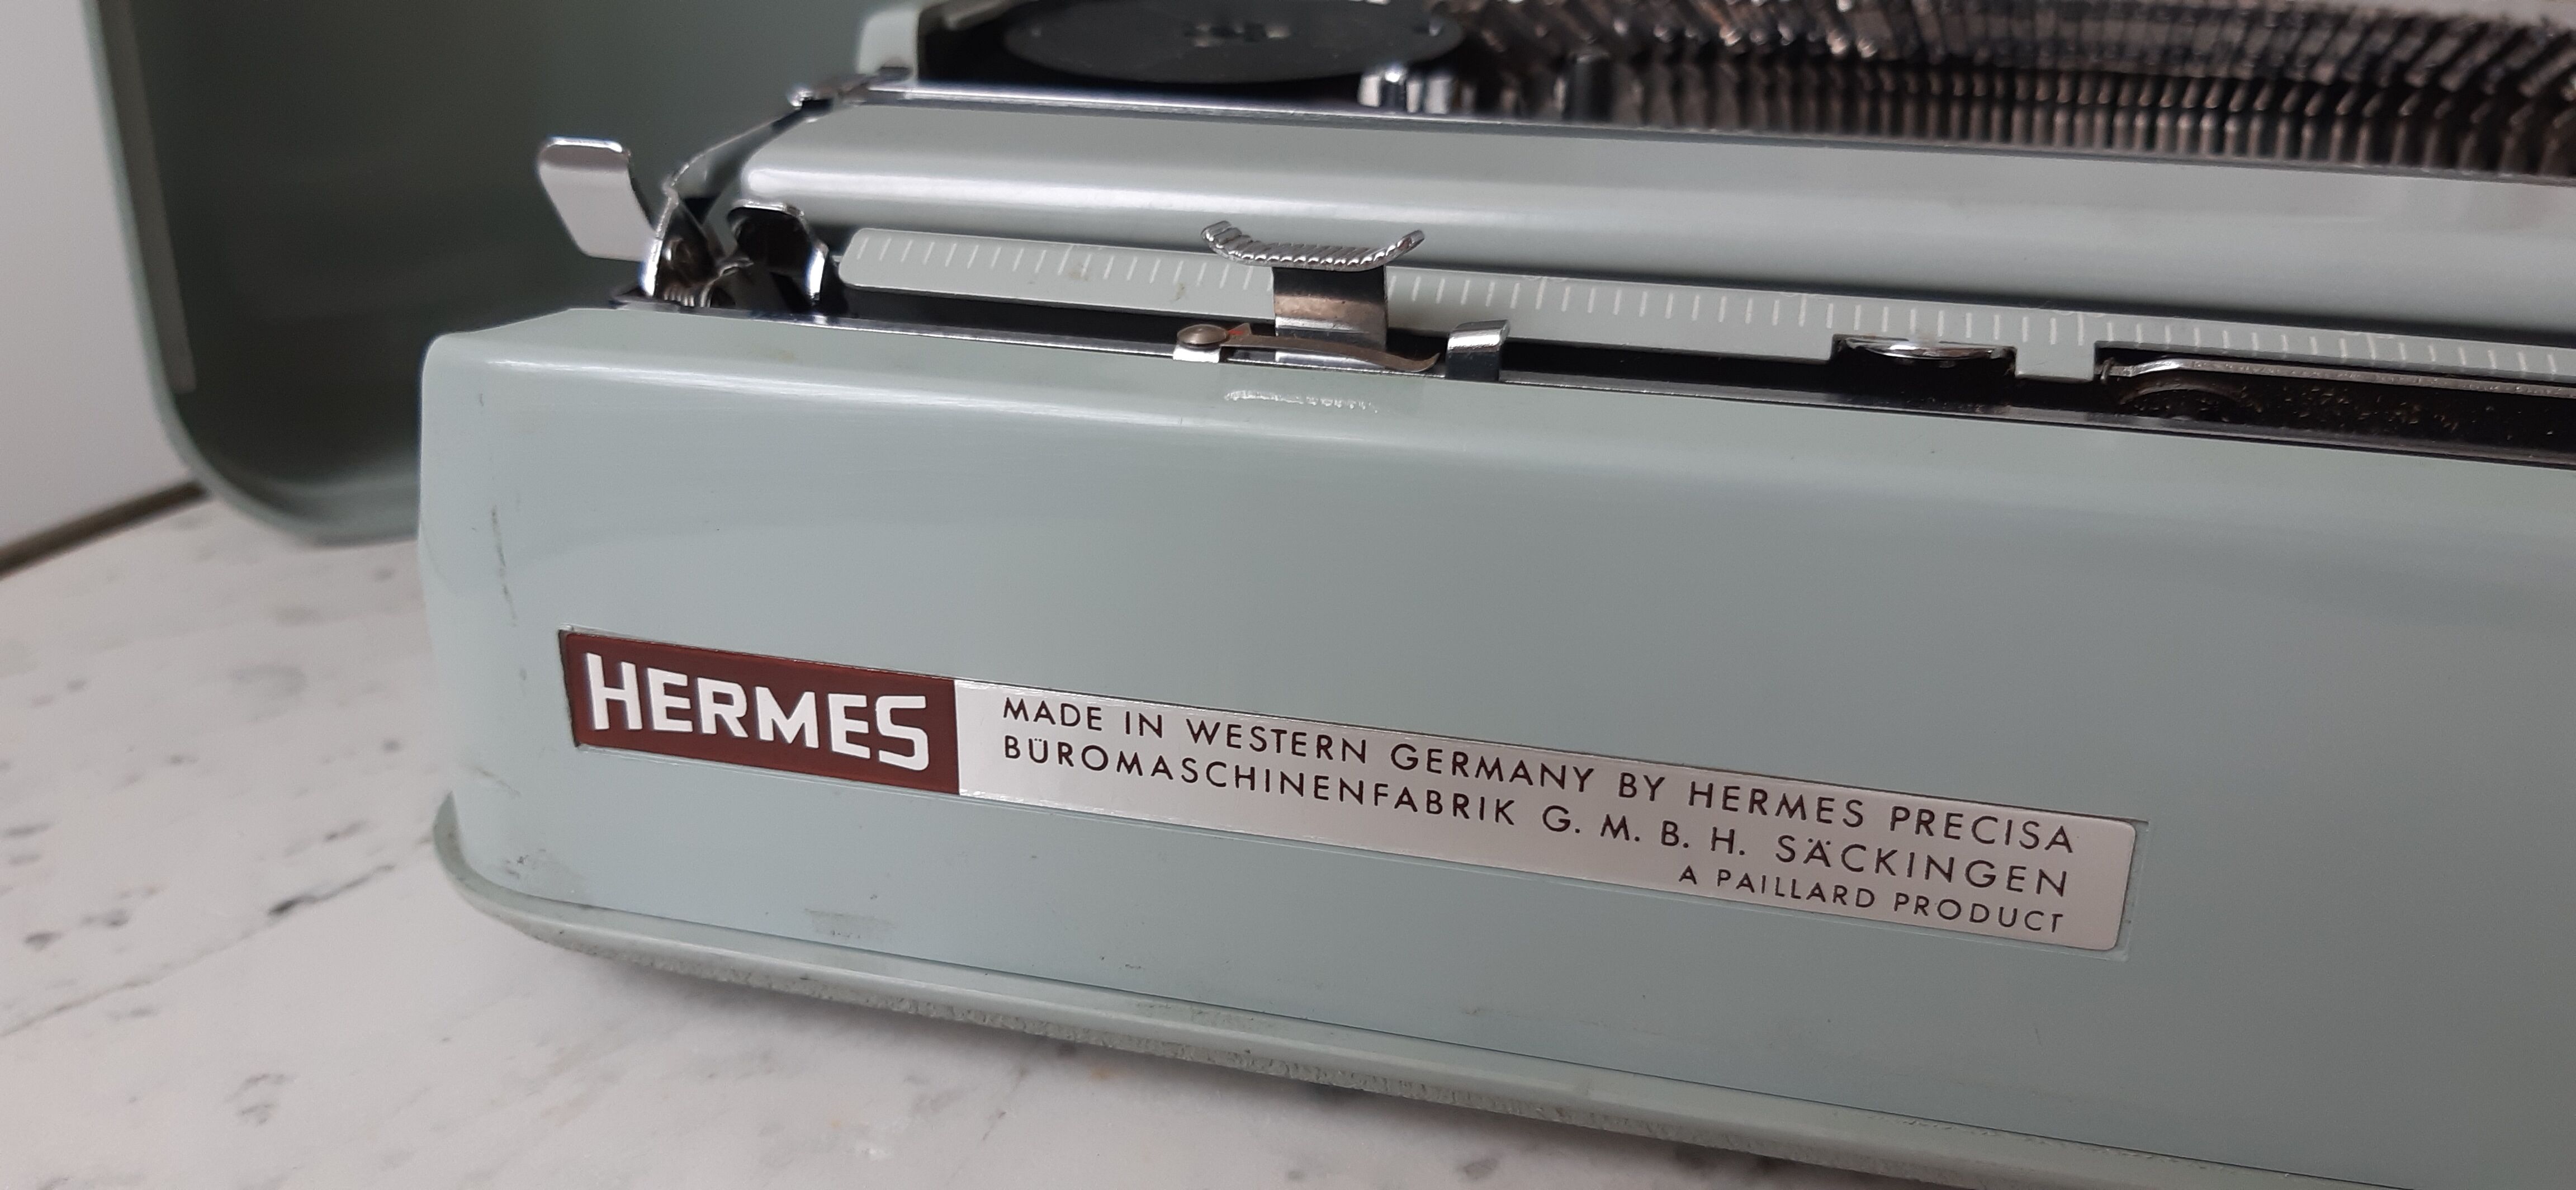 HERMES
MADE IN WESTERN GERMANY BY HERMES PRECISA
BÜROMASCHINENFABRIK G. M. B. H. SÄCKINGEN
A PAILLARD PRODUCT